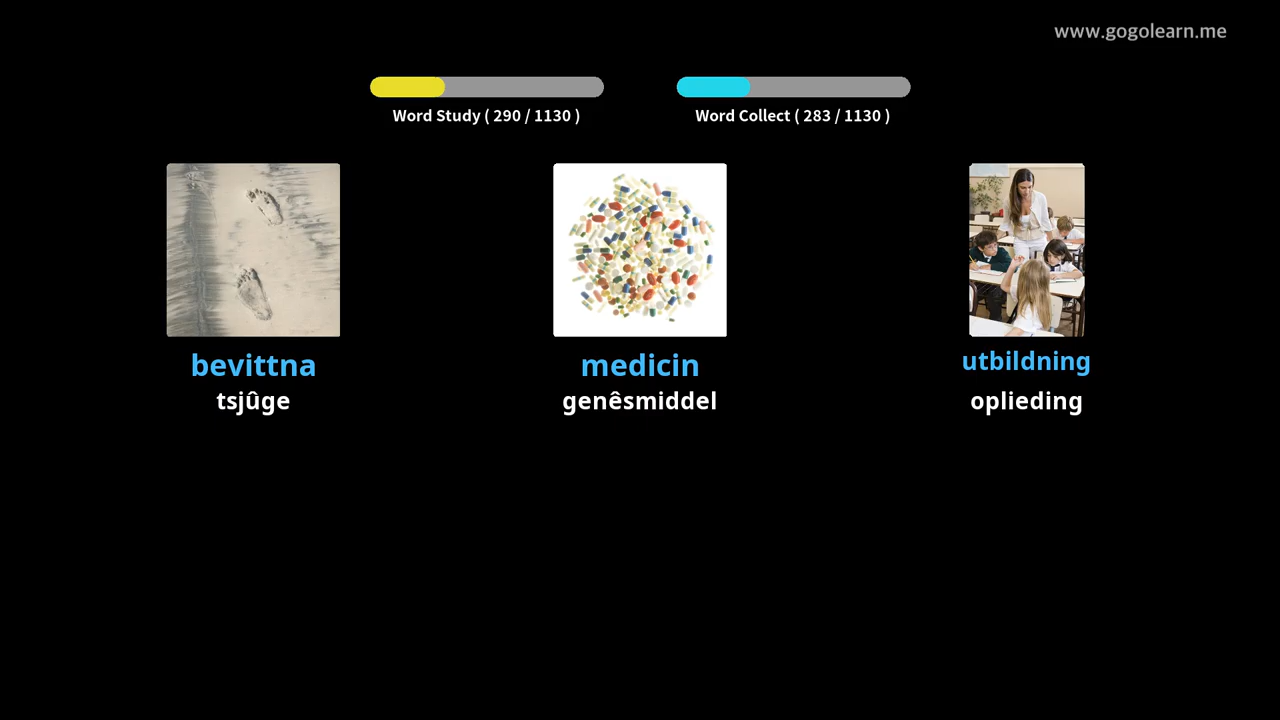 www.gogolearn.me
Word Study ( 290 / 1130 )
Word Collect ( 283 / 1130 )
bevittna
tsjûge
medicin
genêsmiddel
utbildning
oplieding